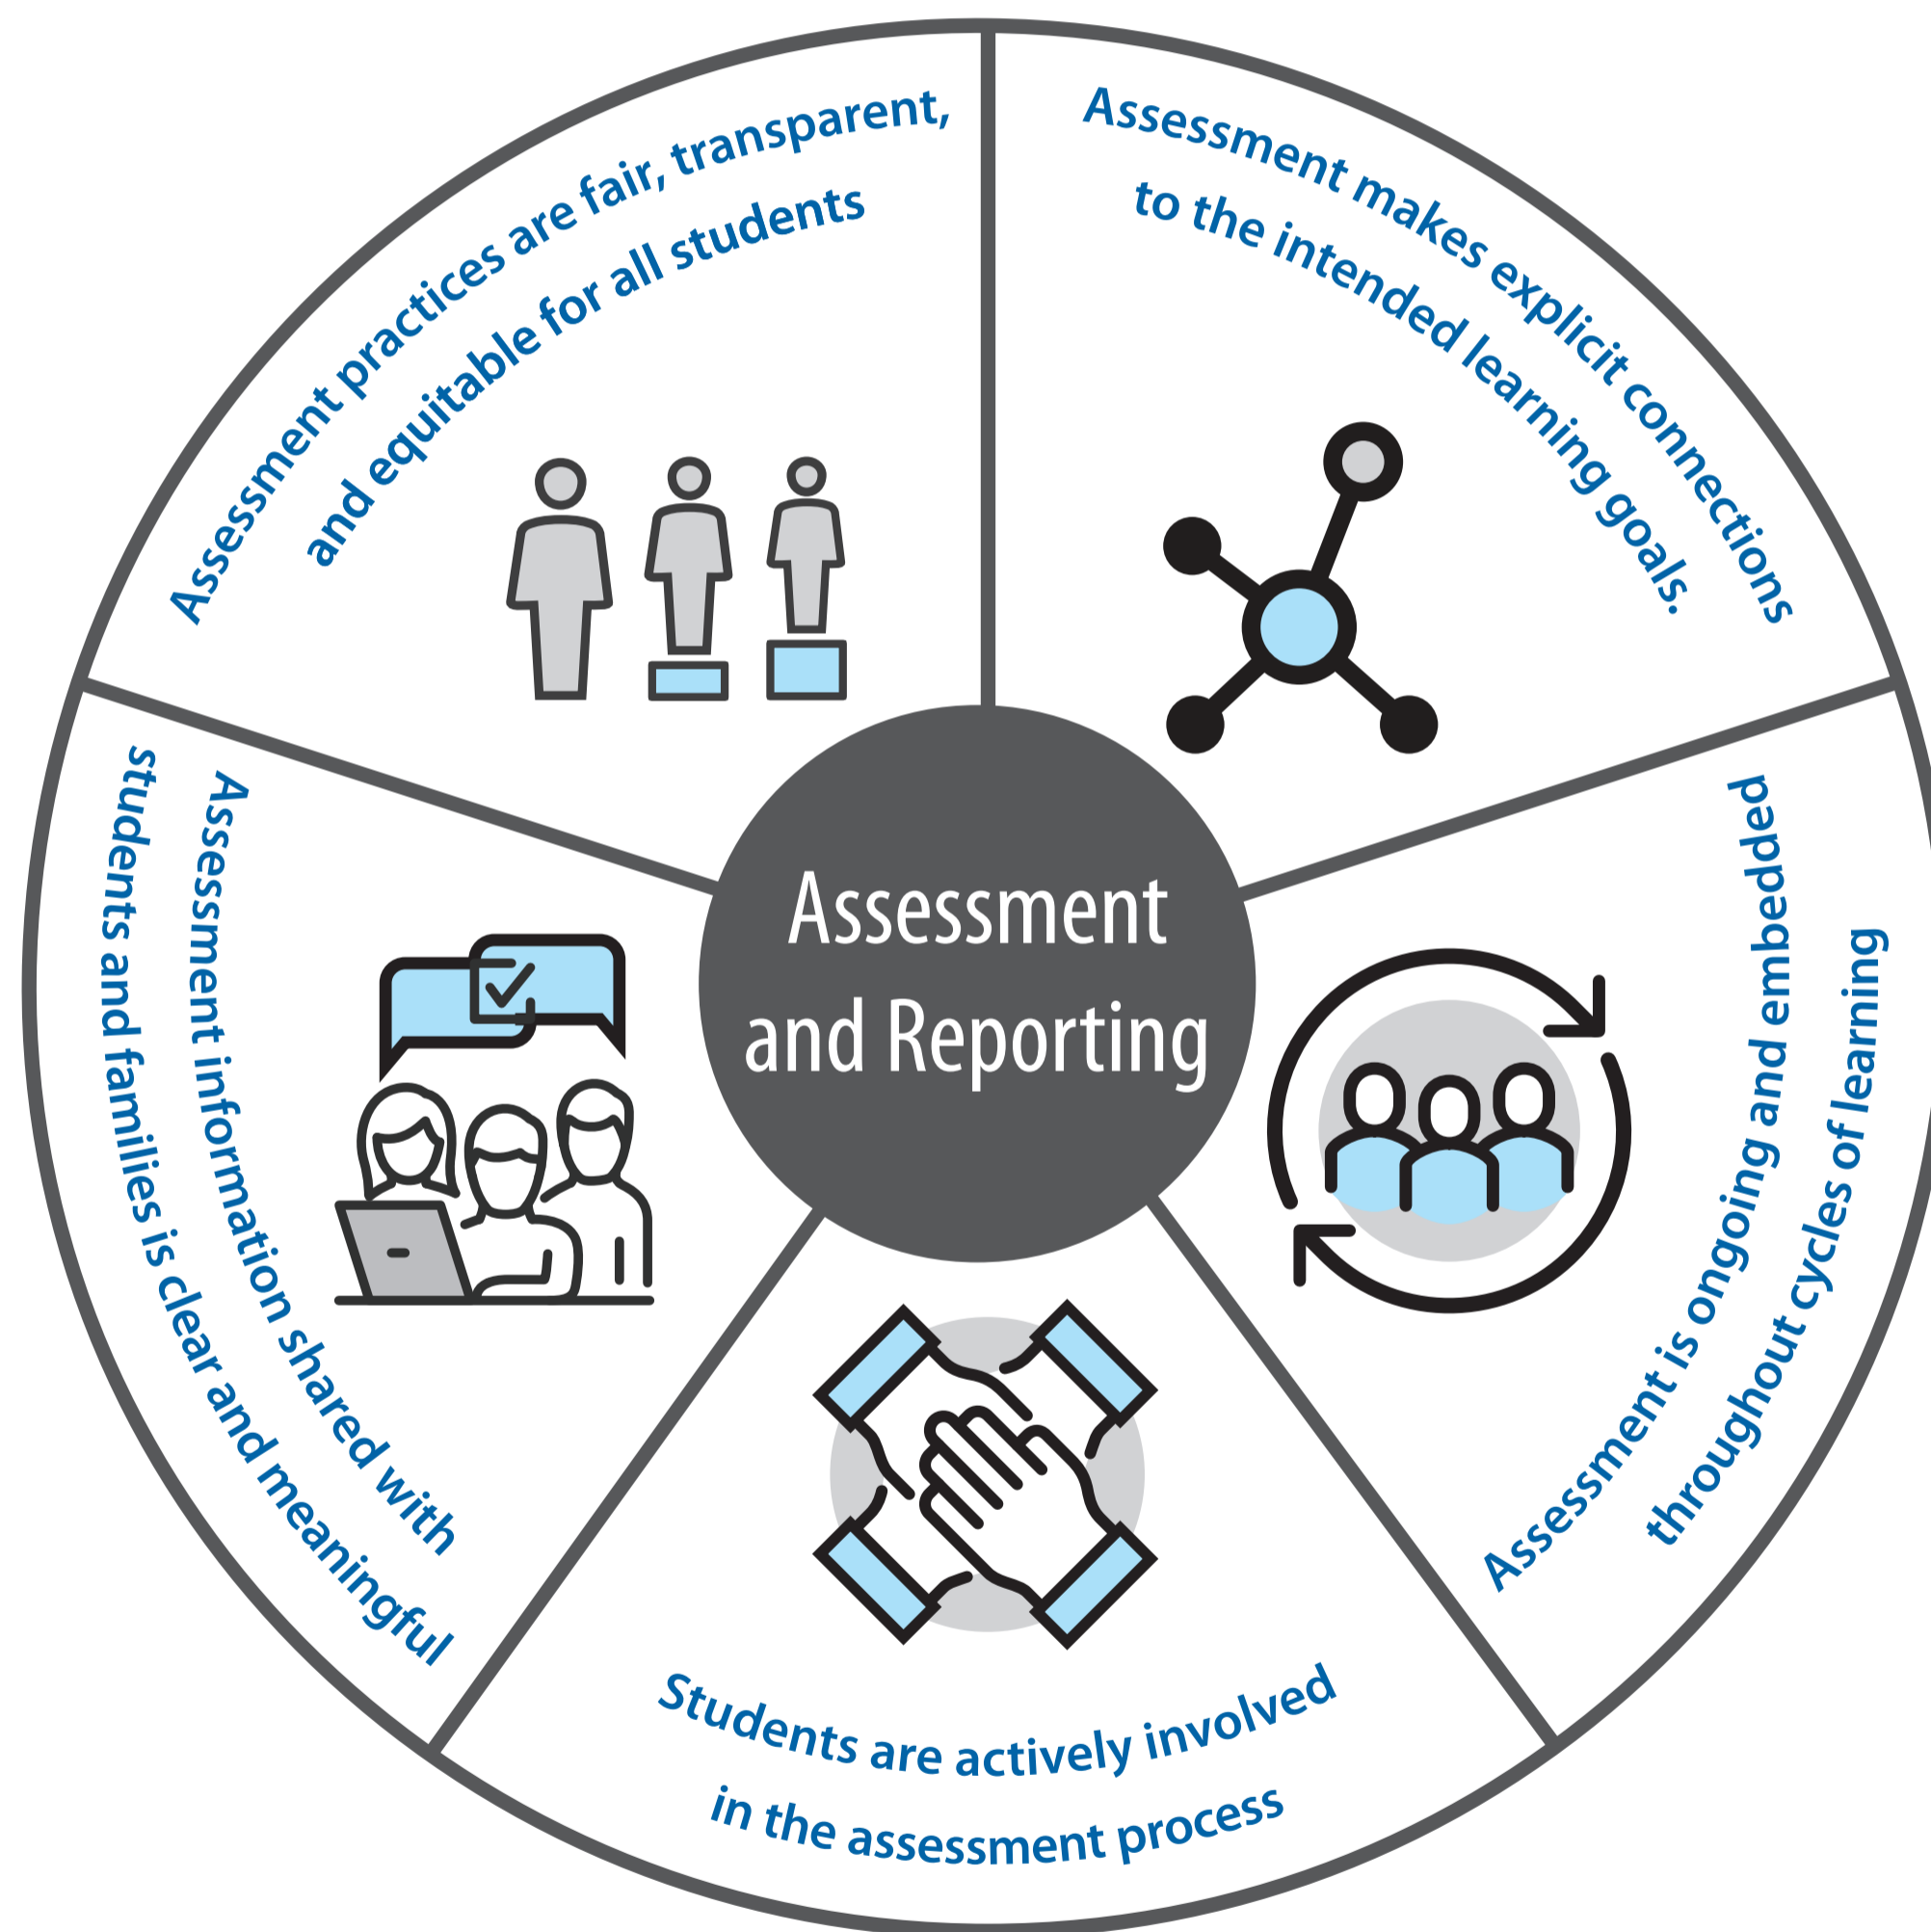 Assessment practices are fair, transparent,
and equitable for all students
Assessment makes explicit connections
to the intended learning goals.
Assessment is ongoing and embedded
throughout cycles of learning
Students are actively involved
in the assessment process
Assessment information shared with
students and families is clear and meaningful
Assessment
and Reporting